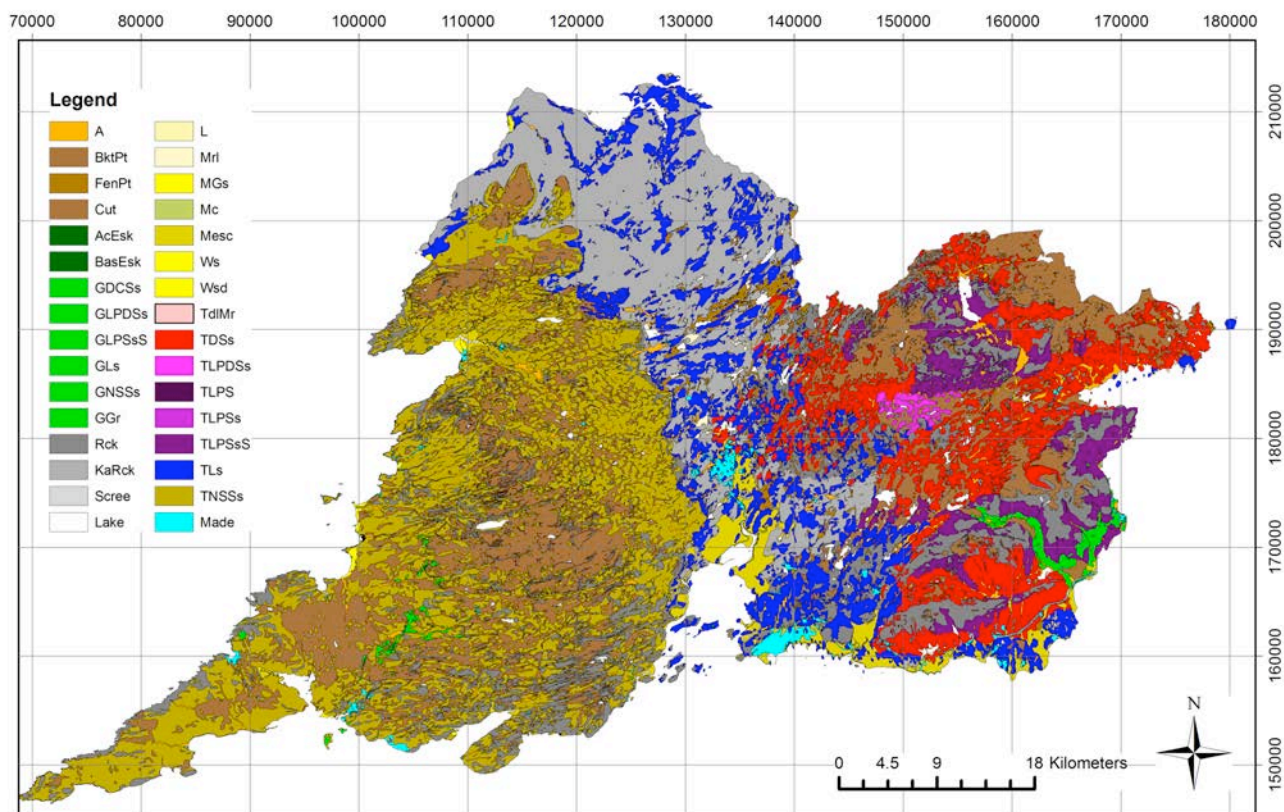 70000 80000 90000 100000 110000 120000 130000 140000 150000 160000 170000 180000
Legend
A
BktPt
FenPt
Cut
AcEsk
BasEsk
GDCSs
GLPDSs
GLPSsS
GLs
GNSSs
GGr
Rck
KaRck
Scree
Lake
L
Mrl
MGs
Mc
Mesc
Ws
Wsd
TdlMr
TDSs
TLPDSs
TLPS
TLPSs
TLPSsS
TLs
TNSSs
Made
210000
200000
190000
180000
170000
160000
150000
N
0 4.5 9 18 Kilometers